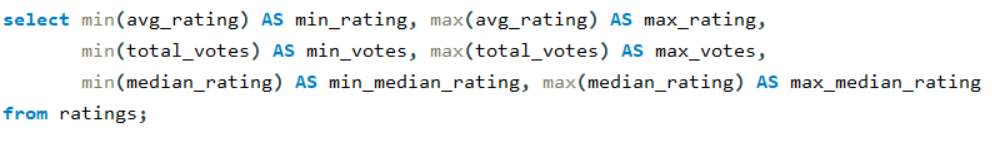 select min(avg_rating) AS min_rating, max(avg_rating) AS max_rating,
min(total_votes) AS min_votes, max(total_votes) AS max_votes,
min(median_rating) AS min_median_rating, max(median_rating) AS max_median_rating
from ratings;